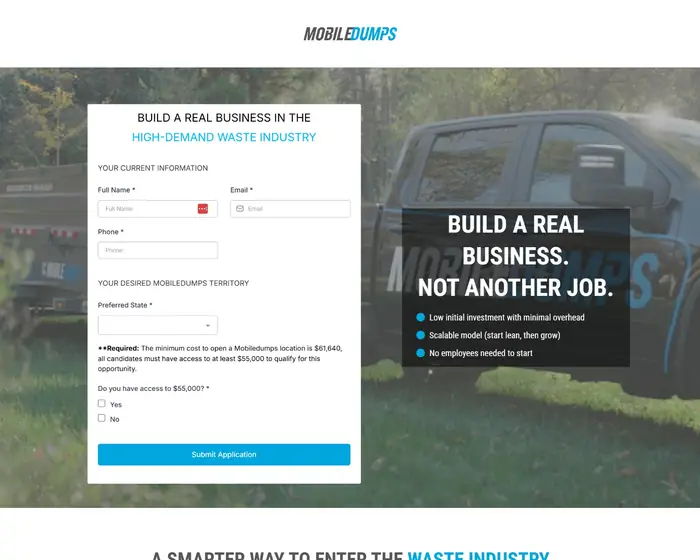 MOBILEDUMPS
BUILD A REAL BUSINESS IN THE
HIGH-DEMAND WASTE INDUSTRY
YOUR CURRENT INFORMATION
Full Name *
Email *
Full Name
Email
Phone *
Phone
YOUR DESIRED MOBILEDUMPS TERRITORY
Preferred State *
**Required: The minimum cost to open a Mobiledumps location is $61,640,
all candidates must have access to at least $55,000 to qualify for this
opportunity.
Do you have access to $55,000? *
Yes
No
Submit Application
MOBILEDUMPS
BUILD A REAL
BUSINESS.
NOT ANOTHER JOB.
Low initial investment with minimal overhead
Scalable model (start lean, then grow)
No employees needed to start
A SMARTER WAY TO ENTER THE WASTE INDUSTRY